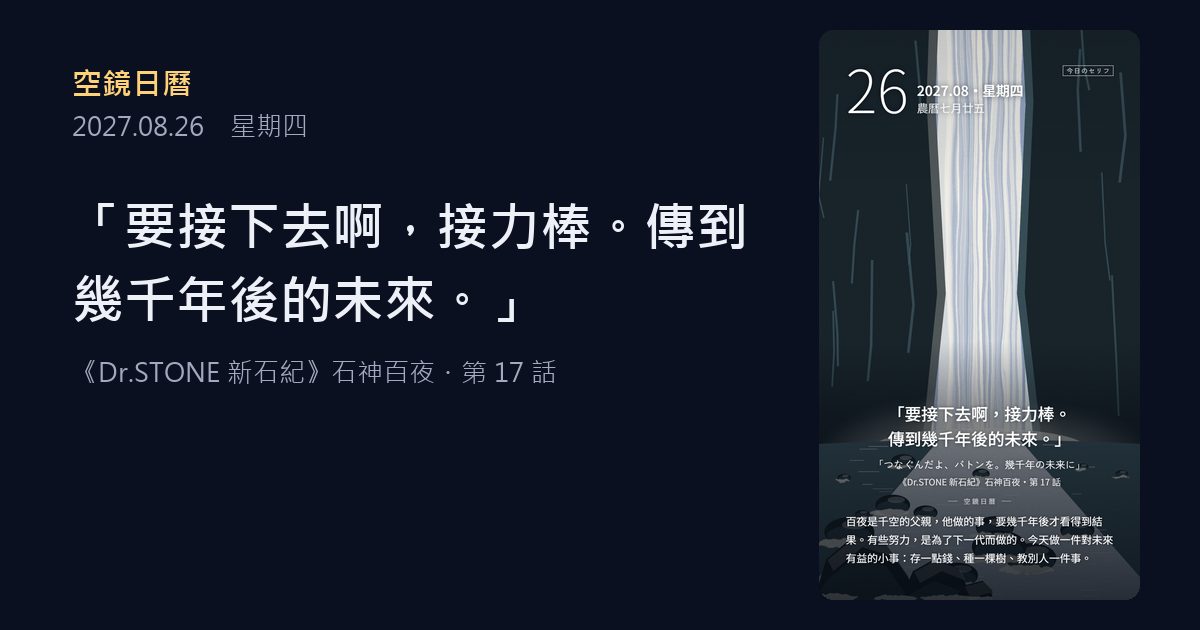 空鏡日曆
2027.08.26 星期四
「要接下去啊，接力棒。傳到
幾千年後的未來。」
《Dr.STONE 新石紀》石神百夜．第 17 話
26
2027.08・星期四
農曆七月廿五
今日のセリフ
「要接下去啊，接力棒。
傳到幾千年後的未來。」
「つなぐんだよ、バトンを。幾千年の未来に」
《Dr.STONE 新石紀》石神百夜・第 17 話
— 空鏡日曆 —
百夜是千空的父親，他做的事，要幾千年後才看得到結
果。有些努力，是為了下一代而做的。今天做一件對未來
有益的小事：存一點錢、種一棵樹、教別人一件事。